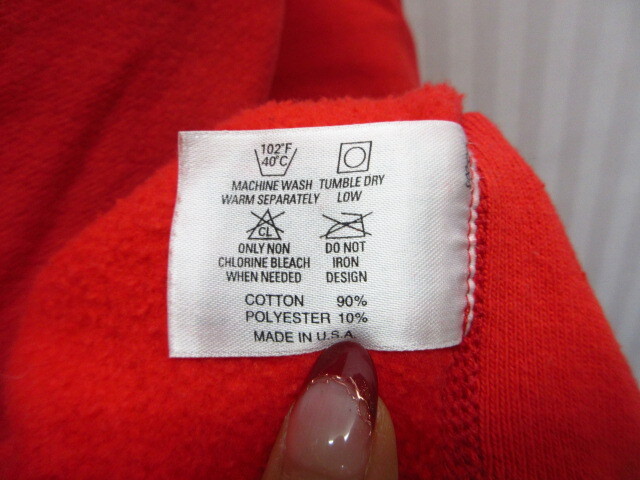 102°F
40°C
MACHINE WASH TUMBLE DRY
WARM SEPARATELY LOW
CL
ONLY NON DO NOT
CHLORINE BLEACH IRON
WHEN NEEDED DESIGN
COTTON 90%
POLYESTER 10%
MADE IN U.S.A.